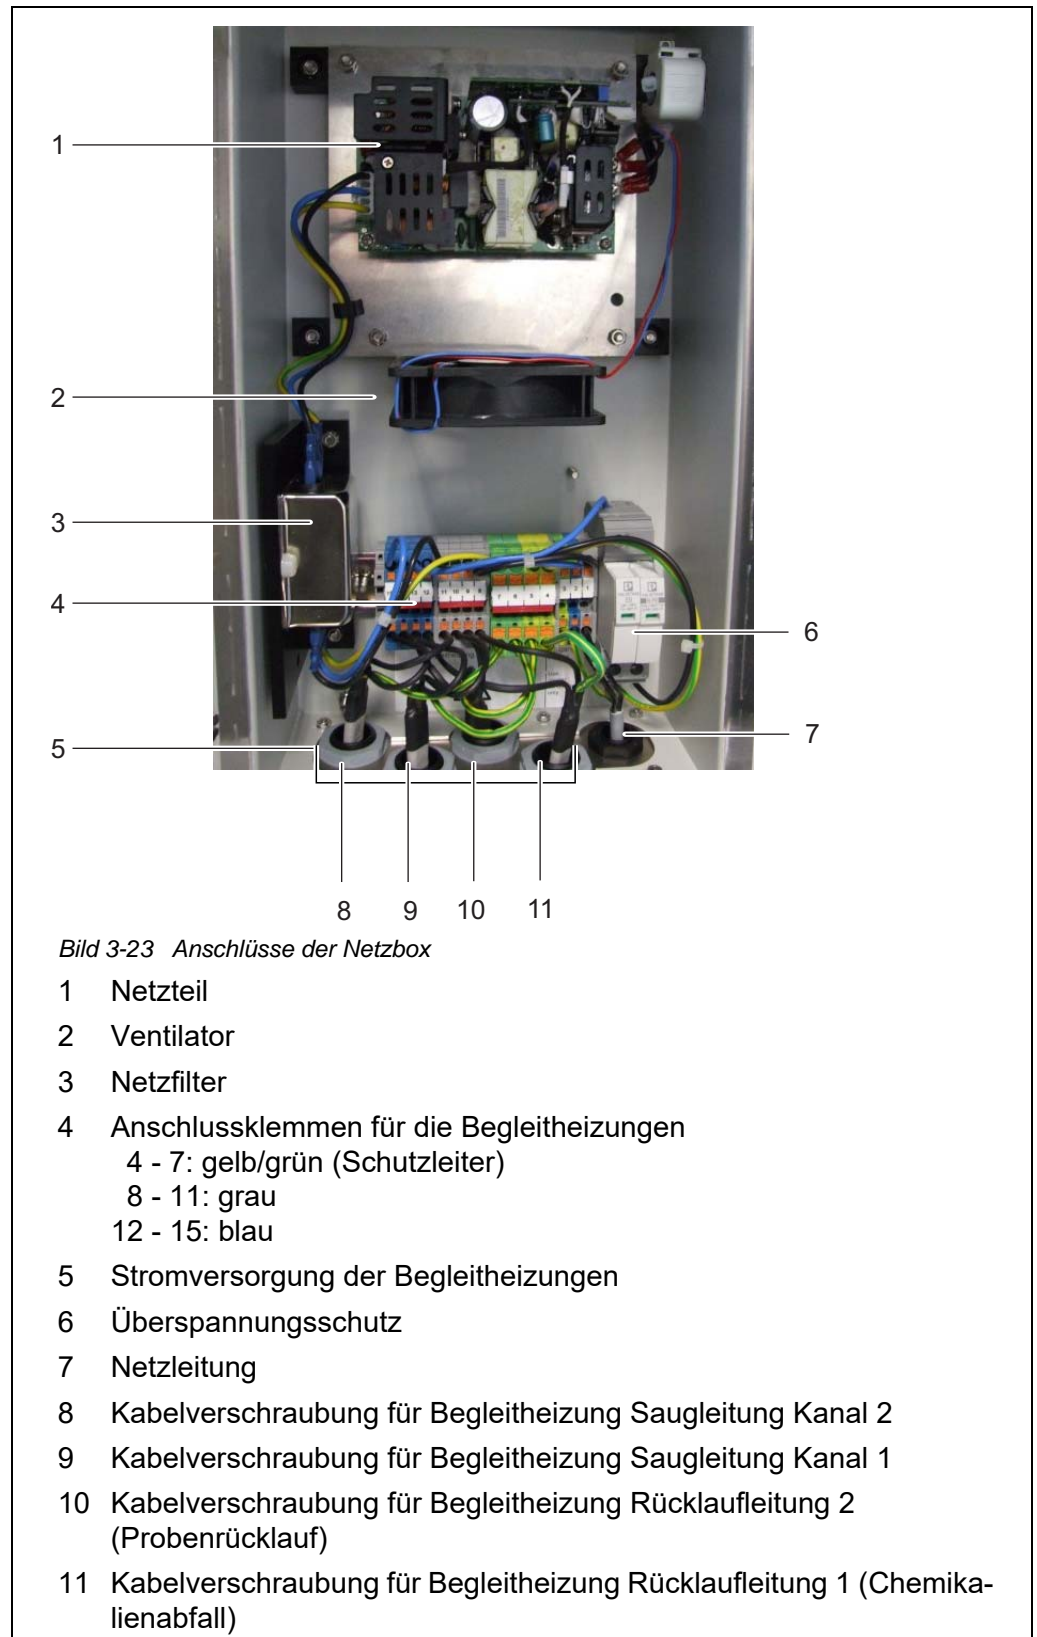 1
2
3
4
6
5
7
8 9 10 11
Bild 3-23 Anschlüsse der Netzbox
1 Netzteil
2 Ventilator
3 Netzfilter
4 Anschlussklemmen für die Begleitheizungen
4 - 7: gelb/grün (Schutzleiter)
8 - 11: grau
12 - 15: blau
5 Stromversorgung der Begleitheizungen
6 Überspannungsschutz
7 Netzleitung
8 Kabelverschraubung für Begleitheizung Saugleitung Kanal 2
9 Kabelverschraubung für Begleitheizung Saugleitung Kanal 1
10 Kabelverschraubung für Begleitheizung Rücklaufleitung 2
(Probenrücklauf)
11 Kabelverschraubung für Begleitheizung Rücklaufleitung 1 (Chemika-
lienabfall)